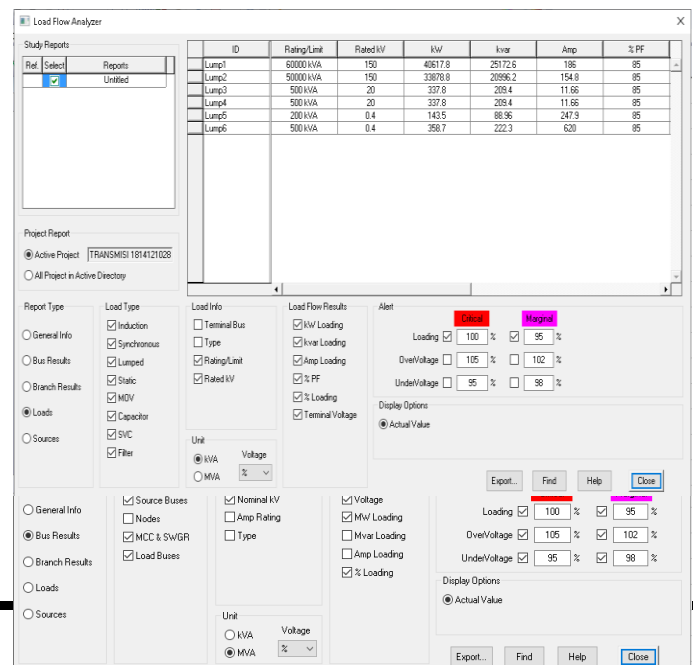 Load Flow Analyzer
Study Reports
Ref. Select Reports
Untitled
ID Rating/Limit Rated kV kW kvar Amp % PF
Lump1 60000 kVA 150 40617.8 25172.6 186 85
Lump2 50000 kVA 150 33878.8 20996.2 154.8 85
Lump3 500 kVA 20 337.8 209.4 11.66 85
Lump4 500 kVA 20 337.8 209.4 11.66 85
Lump5 200 kVA 0.4 143.5 88.96 247.9 85
Lump6 500 kVA 0.4 358.7 222.3 620 85
Project Report
Active Project TRANSMISI 1814121028
All Project in Active Directory
Report Type
General Info
Bus Results
Branch Results
Loads
Sources
Load Type
Induction
Synchronous
Lumped
Static
MOV
Capacitor
SVC
Filter
Load Info
Terminal Bus
Type
Rating/Limit
Rated kV
Unit
Voltage
kVA
MVA
%
Load Flow Results
kW Loading
kvar Loading
Amp Loading
% PF
% Loading
Terminal Voltage
Alert
Critical Marginal
Loading 100 % 95 %
OverVoltage 105 % 102 %
UnderVoltage 95 % 98 %
Display Options
Actual Value
Export... Find Help Close
General Info
Bus Results
Branch Results
Loads
Sources
Source Buses
Nodes
MCC & SWGR
Load Buses
Nominal kV
Amp Rating
Type
Unit
Voltage
kVA
MVA
%
Voltage
MW Loading
Mvar Loading
Amp Loading
% Loading
Loading 100 % 95 %
OverVoltage 105 % 102 %
UnderVoltage 95 % 98 %
Display Options
Actual Value
Export... Find Help Close